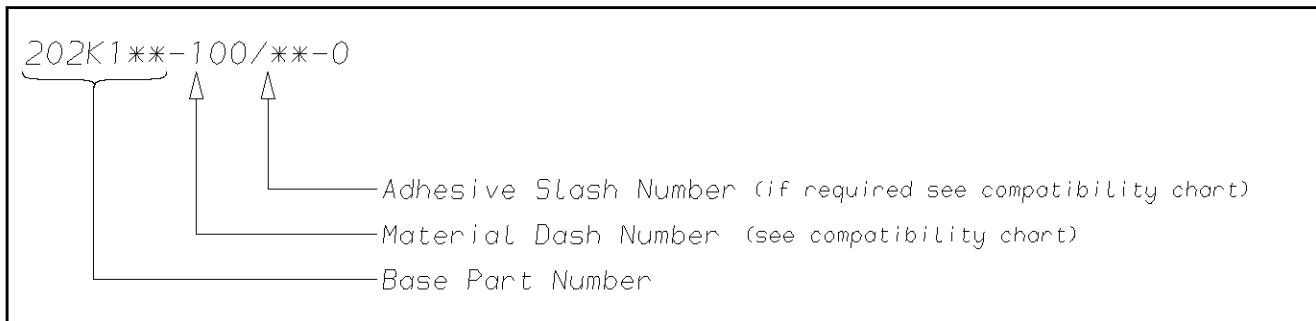 202K1**-100/**-0
Adhesive Slash Number (if required see compatibility chart)
Material Dash Number (see compatibility chart)
Base Part Number